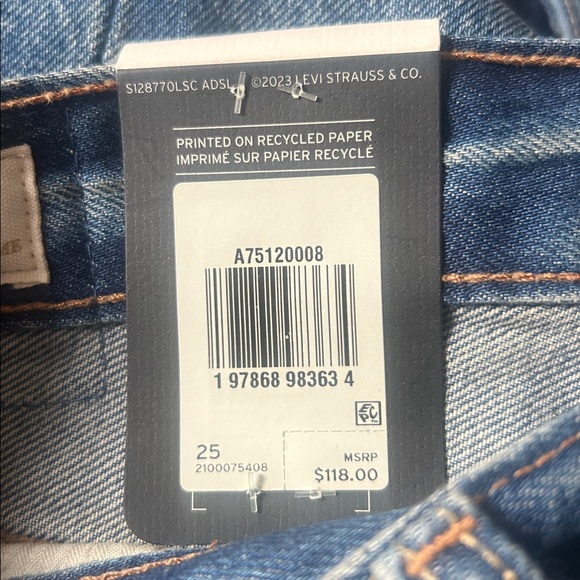 S128770LSC ADSL ©2023 LEVI STRAUSS & CO.
PRINTED ON RECYCLED PAPER
IMPRIMÉ SUR PAPIER RECYCLÉ
A75120008
1 97868 98363 4
EPC
25
2100075408
MSRP
$118.00